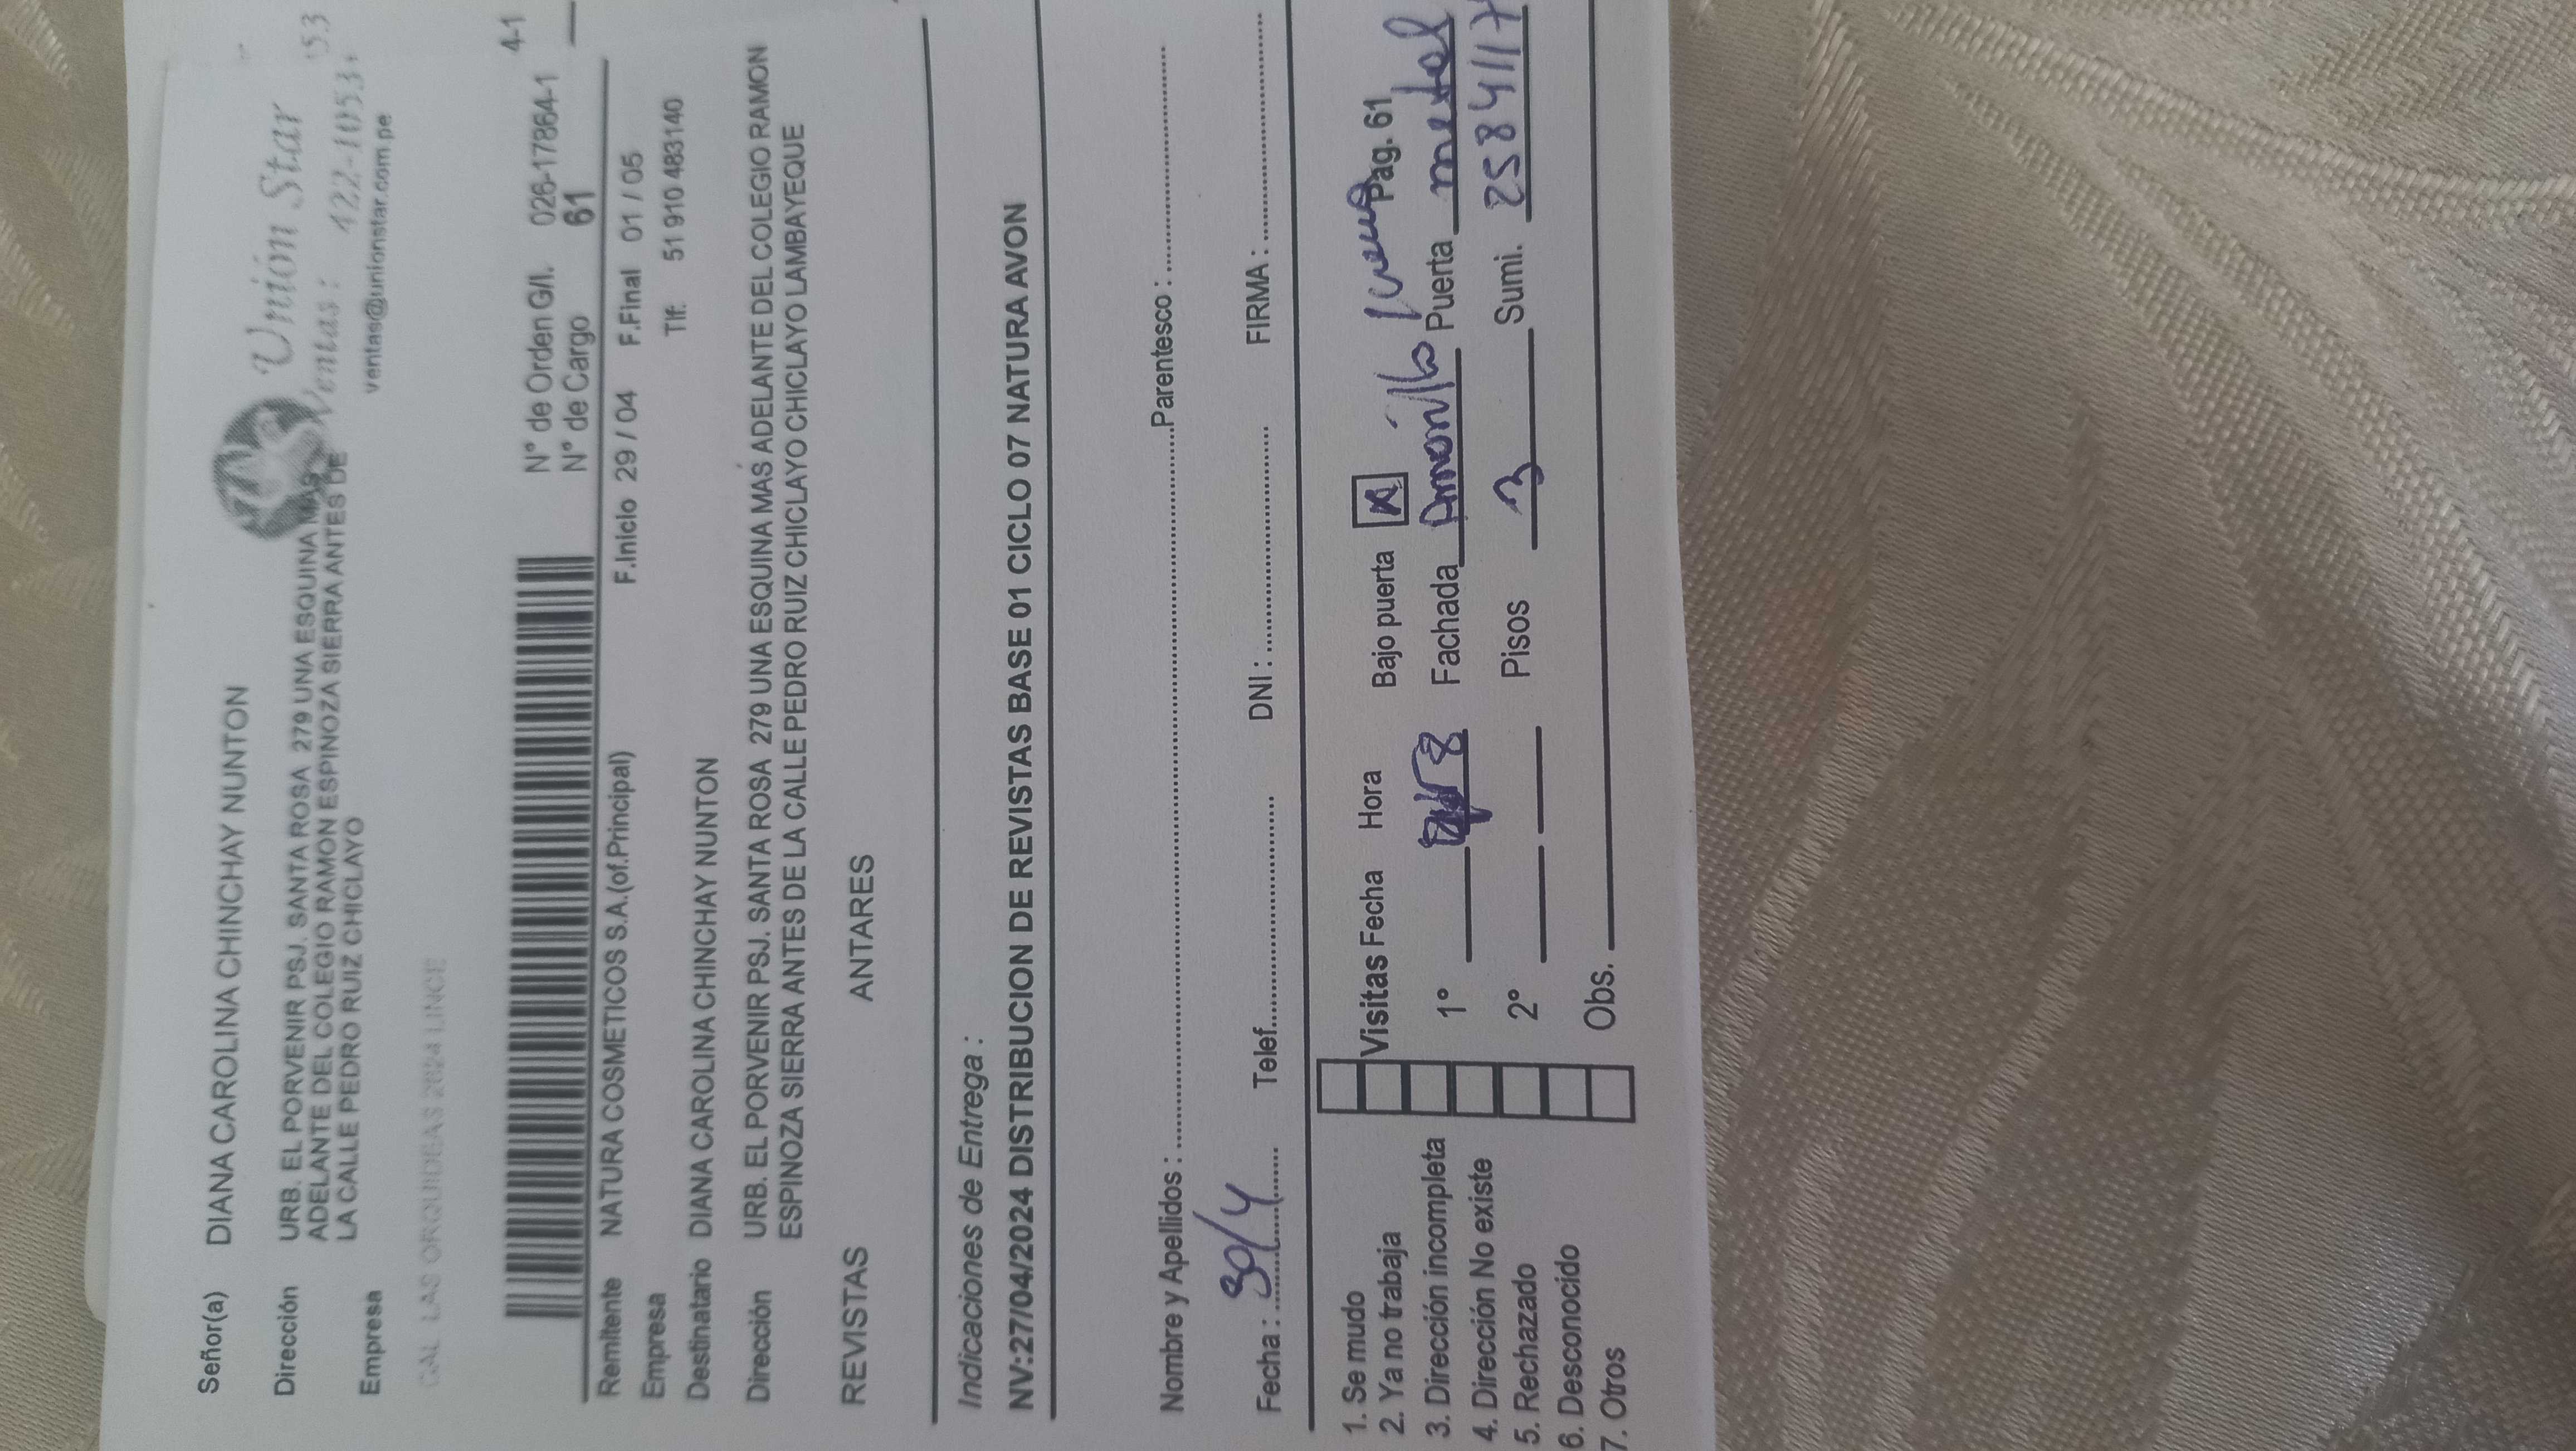 Señor(a) DIANA CAROLINA CHINCHAY NUNTON
Unión Star
Ventas: 422-1053
ventas@unionstar.com.pe
Dirección URB. EL PORVENIR PSJ. SANTA ROSA 279 UNA ESQUINA MAS
ADELANTE DEL COLEGIO RAMON ESPINOZA SIERRA ANTES DE
LA CALLE PEDRO RUIZ CHICLAYO
Empresa
CAL LAS ORQUIDEAS 2624 LINCE
4-1
N° de Orden G/I. 026-17864-1
N° de Cargo 61
Remitente NATURA COSMETICOS S.A.(of.Principal) F.Inicio 29 / 04 F.Final 01 / 05
Empresa Tlf: 51 910 483140
Destinatario DIANA CAROLINA CHINCHAY NUNTON
Dirección URB. EL PORVENIR PSJ. SANTA ROSA 279 UNA ESQUINA MAS ADELANTE DEL COLEGIO RAMON
ESPINOZA SIERRA ANTES DE LA CALLE PEDRO RUIZ CHICLAYO CHICLAYO LAMBAYEQUE
REVISTAS ANTARES
Indicaciones de Entrega :
NV:27/04/2024 DISTRIBUCION DE REVISTAS BASE 01 CICLO 07 NATURA AVON
Nombre y Apellidos : Parentesco :
Fecha : 30/4 Telef. DNI : FIRMA :
1. Se mudo
2. Ya no trabaja
3. Dirección incompleta
4. Dirección No existe
5. Rechazado
6. Desconocido
7. Otros
Visitas Fecha Hora Bajo puerta X Pag. 61
1° 8 Fachada Amarillo Puerta metal
2° Pisos 3 Sumi. 25841117
Obs.